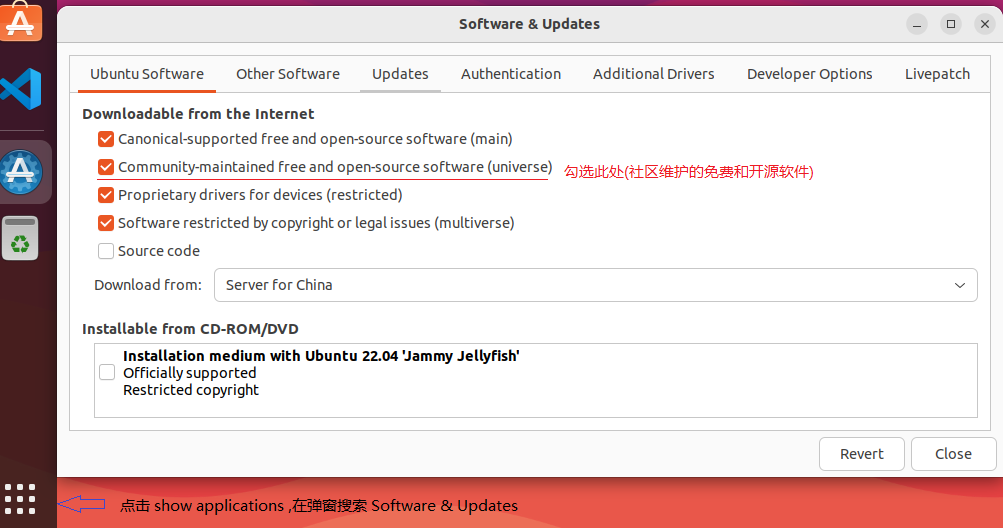 Software & Updates
Ubuntu Software Other Software Updates Authentication Additional Drivers Developer Options Livepatch
Downloadable from the Internet
Canonical-supported free and open-source software (main)
Community-maintained free and open-source software (universe) 勾选此处(社区维护的免费和开源软件)
Proprietary drivers for devices (restricted)
Software restricted by copyright or legal issues (multiverse)
Source code
Download from: Server for China
Installable from CD-ROM/DVD
Installation medium with Ubuntu 22.04 'Jammy Jellyfish'
Officially supported
Restricted copyright
Revert Close
点击 show applications ,在弹窗搜索 Software & Updates